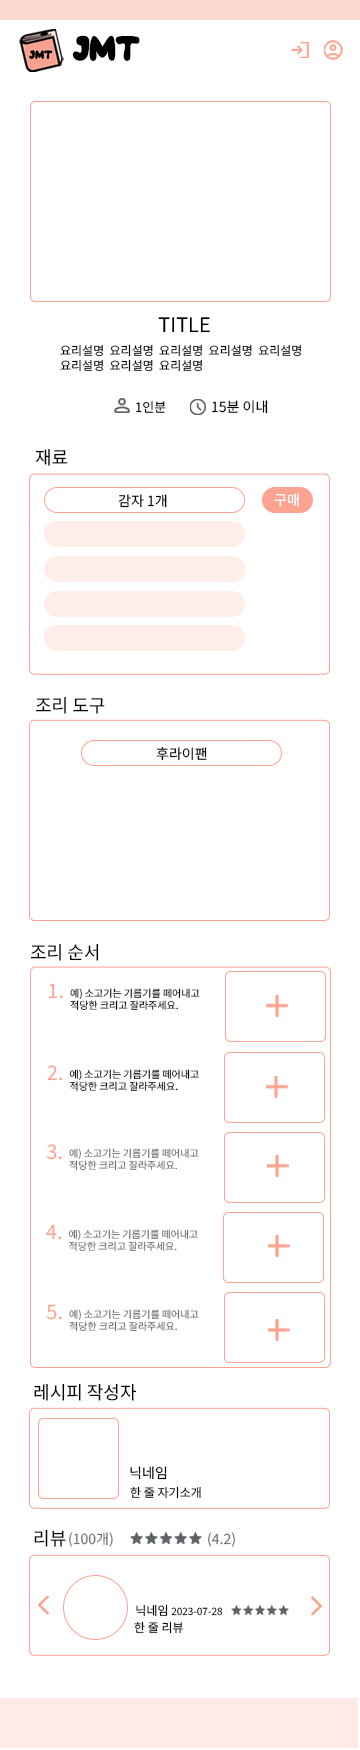 JMT JMT
TITLE
요리설명 요리설명 요리설명 요리설명 요리설명
요리설명 요리설명 요리설명
1인분 15분 이내
재료
감자 1개 구매
조리 도구
후라이팬
조리 순서
1. 예) 소고기는 기름기를 떼어내고
적당한 크리고 잘라주세요.
2. 예) 소고기는 기름기를 떼어내고
적당한 크리고 잘라주세요.
3. 예) 소고기는 기름기를 떼어내고
적당한 크리고 잘라주세요.
4. 예) 소고기는 기름기를 떼어내고
적당한 크리고 잘라주세요.
5. 예) 소고기는 기름기를 떼어내고
적당한 크리고 잘라주세요.
레시피 작성자
닉네임
한 줄 자기소개
리뷰(100개) ★★★★★ (4.2)
닉네임 2023-07-28 ★★★★★
한 줄 리뷰